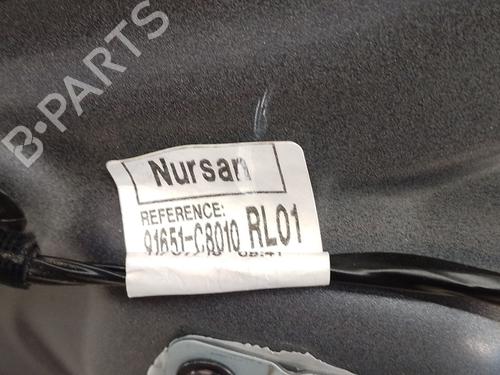 B-PARTS
Nursan
REFERENCE:
91651-C8010 RL01